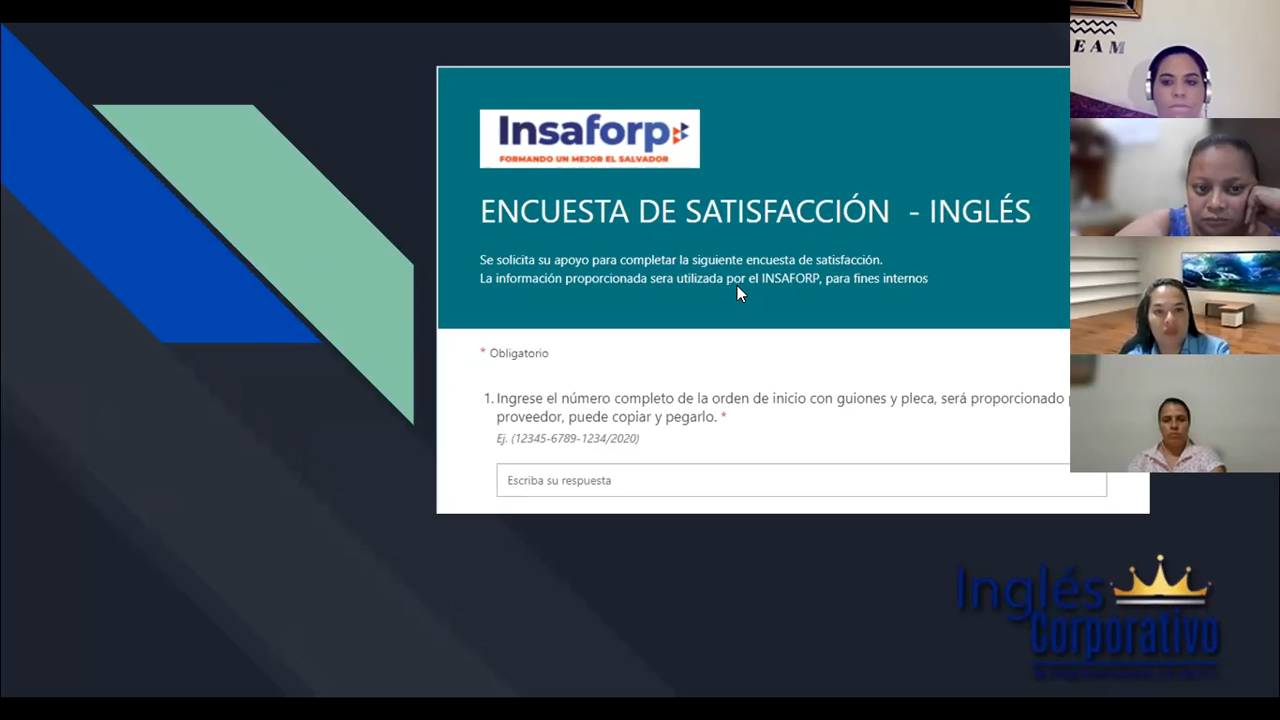 EAM
Insaforp
FORMANDO UN MEJOR EL SALVADOR
ENCUESTA DE SATISFACCIÓN - INGLÉS
Se solicita su apoyo para completar la siguiente encuesta de satisfacción.
La información proporcionada sera utilizada por el INSAFORP, para fines internos
* Obligatorio
1. Ingrese el número completo de la orden de inicio con guiones y pleca, será proporcionado
proveedor, puede copiar y pegarlo. *
Ej. (12345-6789-1234/2020)
Escriba su respuesta
Inglés
Corporativo